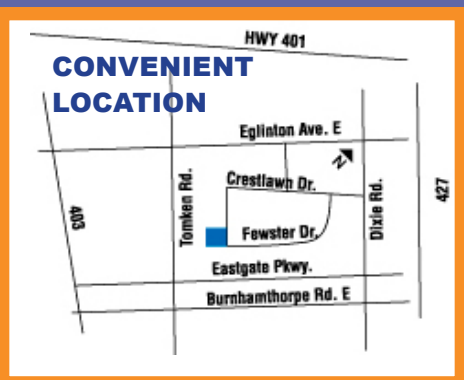 HWY 401
CONVENIENT
LOCATION
Eglinton Ave. E
N
Crestlawn Dr.
Tomken Rd.
Dixie Rd.
427
403
Fewster Dr.
Eastgate Pkwy.
Burnhamthorpe Rd. E